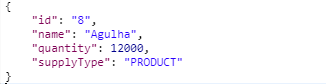 {
    "id": "8",
    "name": "Agulha",
    "quantity": 12000,
    "supplyType": "PRODUCT"
}